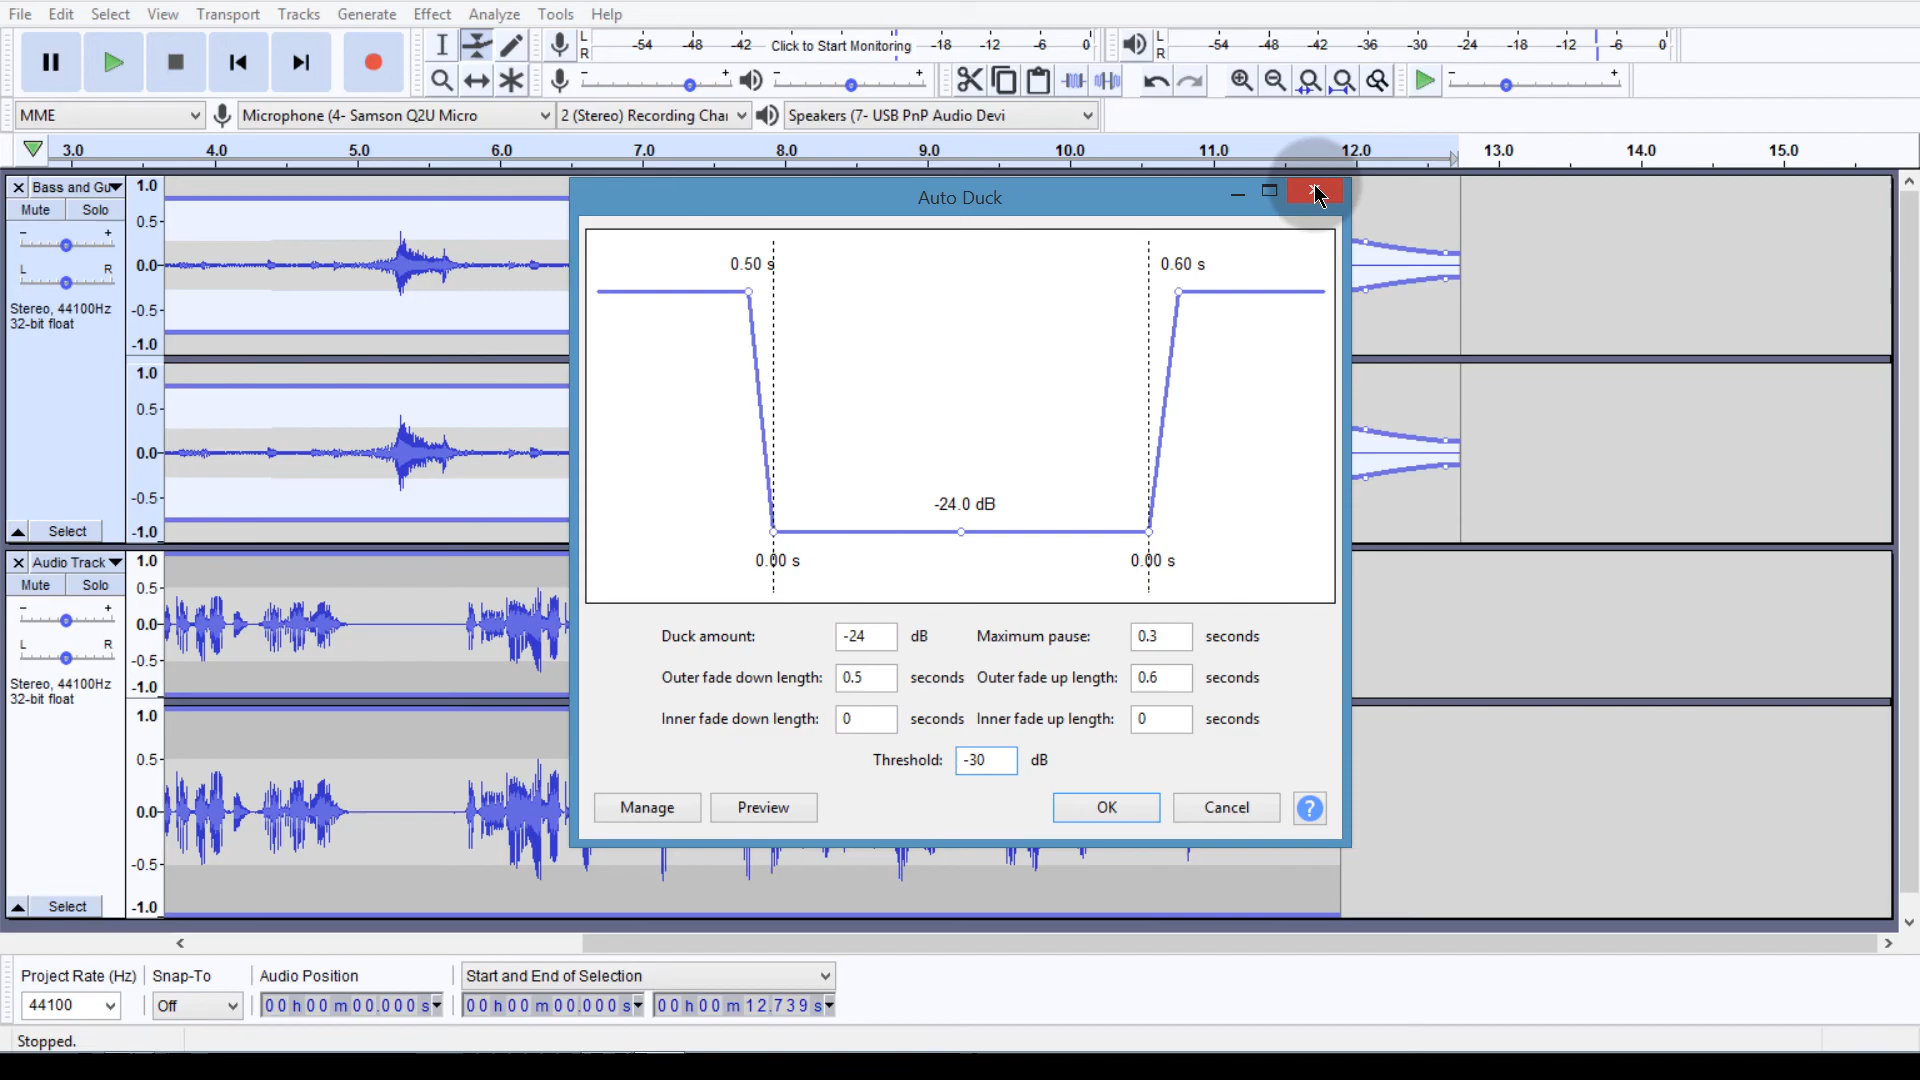 File Edit Select View Transport Tracks Generate Effect Analyze Tools Help
L R -54 -48 -42 Click to Start Monitoring -18 -12 -6 0 L R -54 -48 -42 -36 -30 -24 -18 -12 -6 0
- + - + - +
MME Microphone (4- Samson Q2U Micro 2 (Stereo) Recording Chai Speakers (7- USB PnP Audio Devi
3.0 4.0 5.0 6.0 7.0 8.0 9.0 10.0 11.0 12.0 13.0 14.0 15.0
Bass and Gu 1.0
Mute Solo 0.5
- +
L R 0.0
Stereo, 44100Hz -0.5
32-bit float
-1.0
1.0
0.5
0.0
-0.5
Select -1.0
Audio Track 1.0
Mute Solo 0.5
- +
0.0
L R
-0.5
Stereo, 44100Hz -1.0
32-bit float
1.0
0.5
0.0
-0.5
Select -1.0
Auto Duck
0.50 s 0.60 s
-24.0 dB
0.00 s 0.00 s
Duck amount: -24 dB Maximum pause: 0.3 seconds
Outer fade down length: 0.5 seconds Outer fade up length: 0.6 seconds
Inner fade down length: 0 seconds Inner fade up length: 0 seconds
Threshold: -30 dB
Manage Preview OK Cancel ?
Project Rate (Hz) Snap-To Audio Position Start and End of Selection
44100 Off 00 h 00 m 00.000 s 00 h 00 m 00.000 s 00 h 00 m 12.739 s
Stopped.